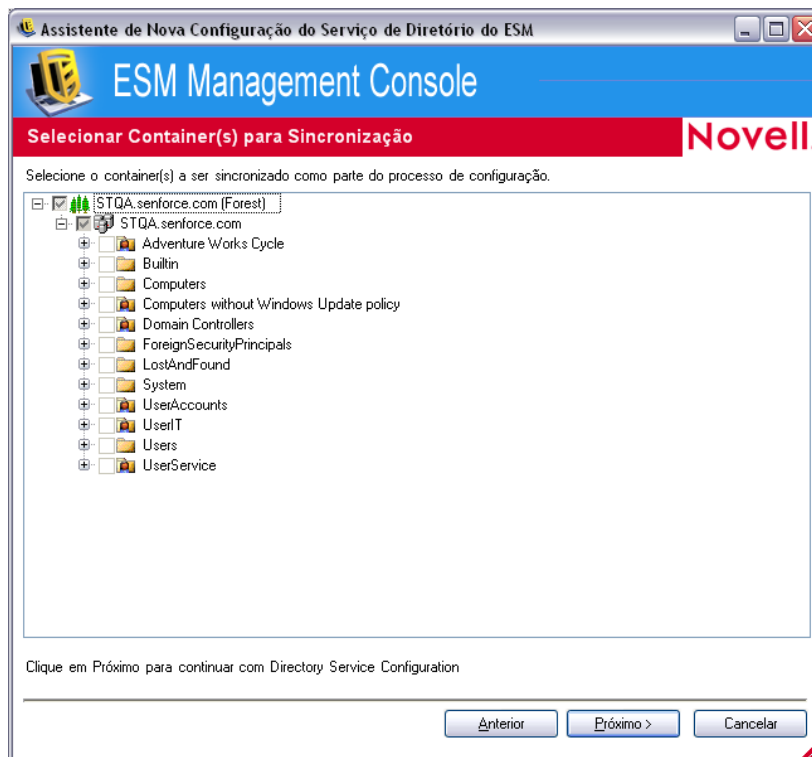 Assistente de Nova Configuração do Serviço de Diretório do ESM
ESM Management Console
Selecionar Container(s) para Sincronização
Novell
Selecione o container(s) a ser sincronizado como parte do processo de configuração.
STQA.senforce.com (Forest)
STQA.senforce.com
Adventure Works Cycle
Builtin
Computers
Computers without Windows Update policy
Domain Controllers
ForeignSecurityPrincipals
LostAndFound
System
UserAccounts
UserIT
Users
UserService
Clique em Próximo para continuar com Directory Service Configuration
Anterior
Próximo >
Cancelar